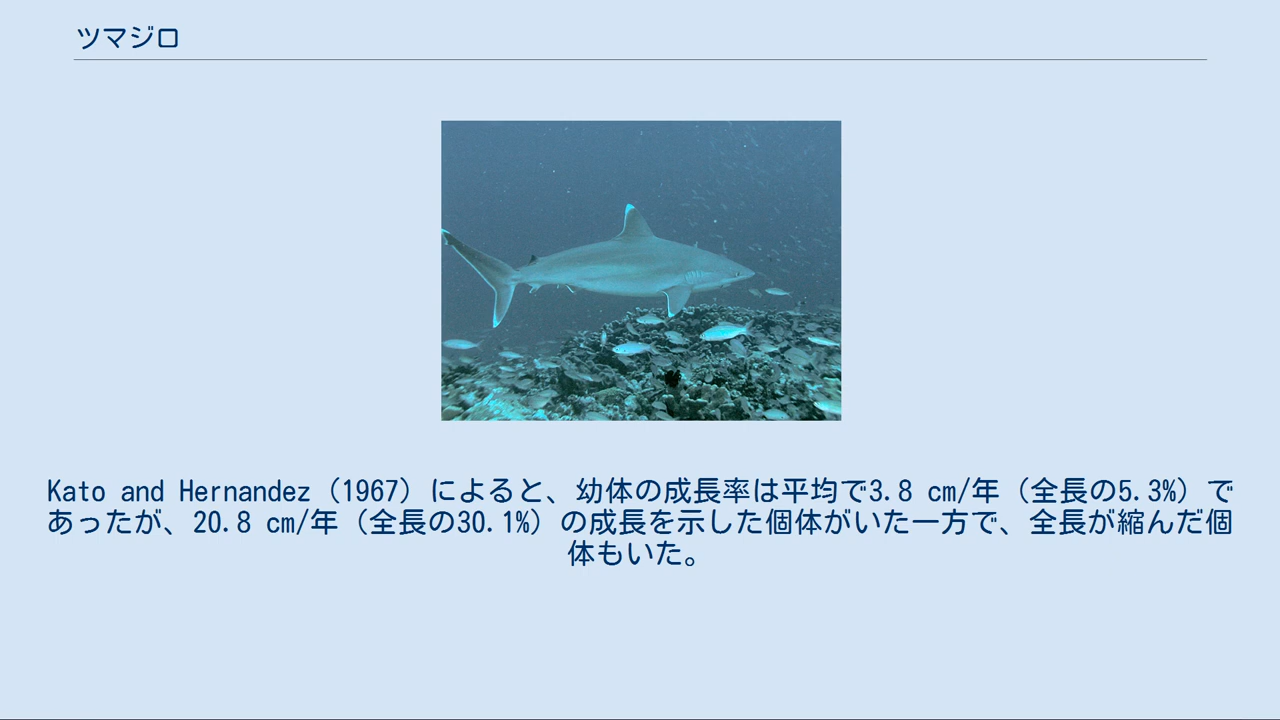 ツマジロ
Kato and Hernandez（1967）によると、幼体の成長率は平均で3.8 cm/年（全長の5.3%）で
あったが、20.8 cm/年（全長の30.1%）の成長を示した個体がいた一方で、全長が縮んだ個
体もいた。